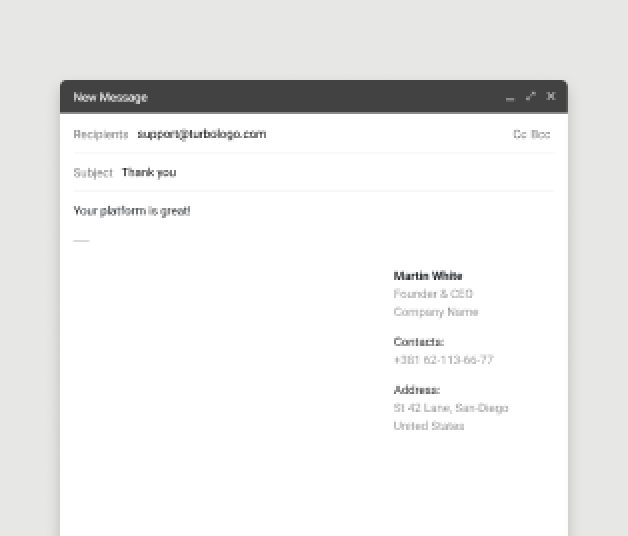 New Message
Recipients support@turbologo.com Cc Bcc
Subject Thank you
Your platform is great!
Martin White
Founder & CEO
Company Name
Contacts:
+381 62-113-66-77
Address:
St 42 Lane, San-Diego
United States